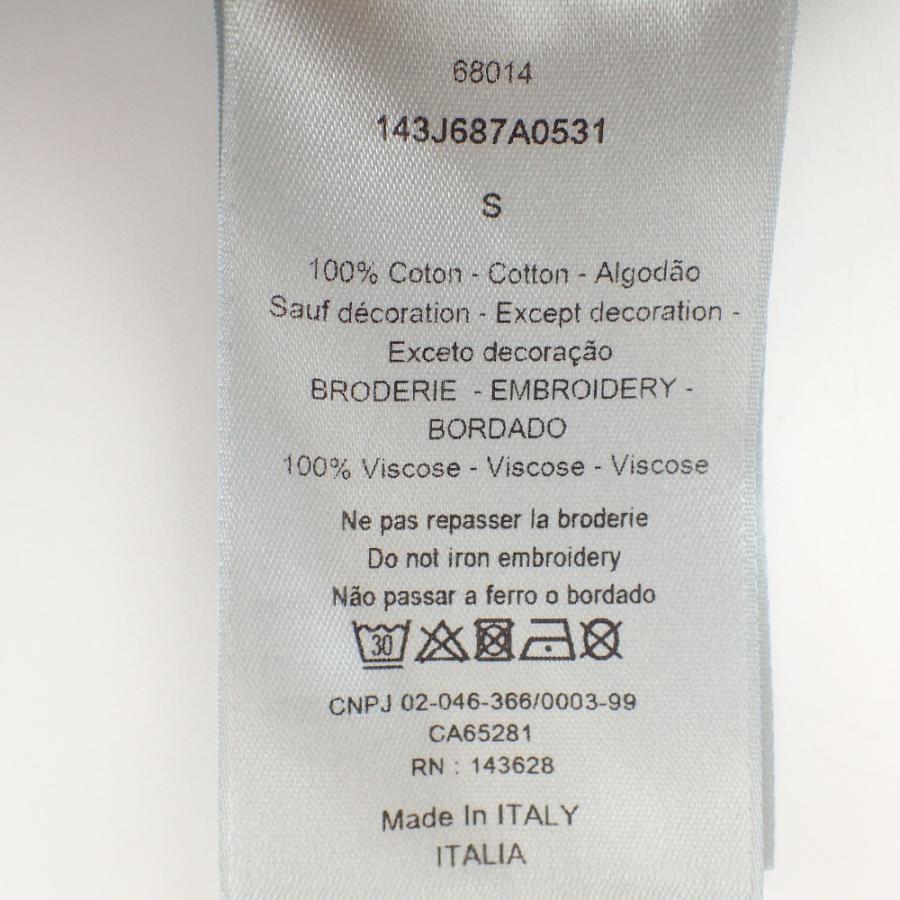 68014
143J687A0531
S
100% Coton - Cotton - Algodão
Sauf décoration - Except decoration -
Exceto decoração
BRODERIE - EMBROIDERY -
BORDADO
100% Viscose - Viscose - Viscose
Ne pas repasser la broderie
Do not iron embroidery
Não passar a ferro o bordado
30
CNPJ 02-046-366/0003-99
CA65281
RN : 143628
Made In ITALY
ITALIA